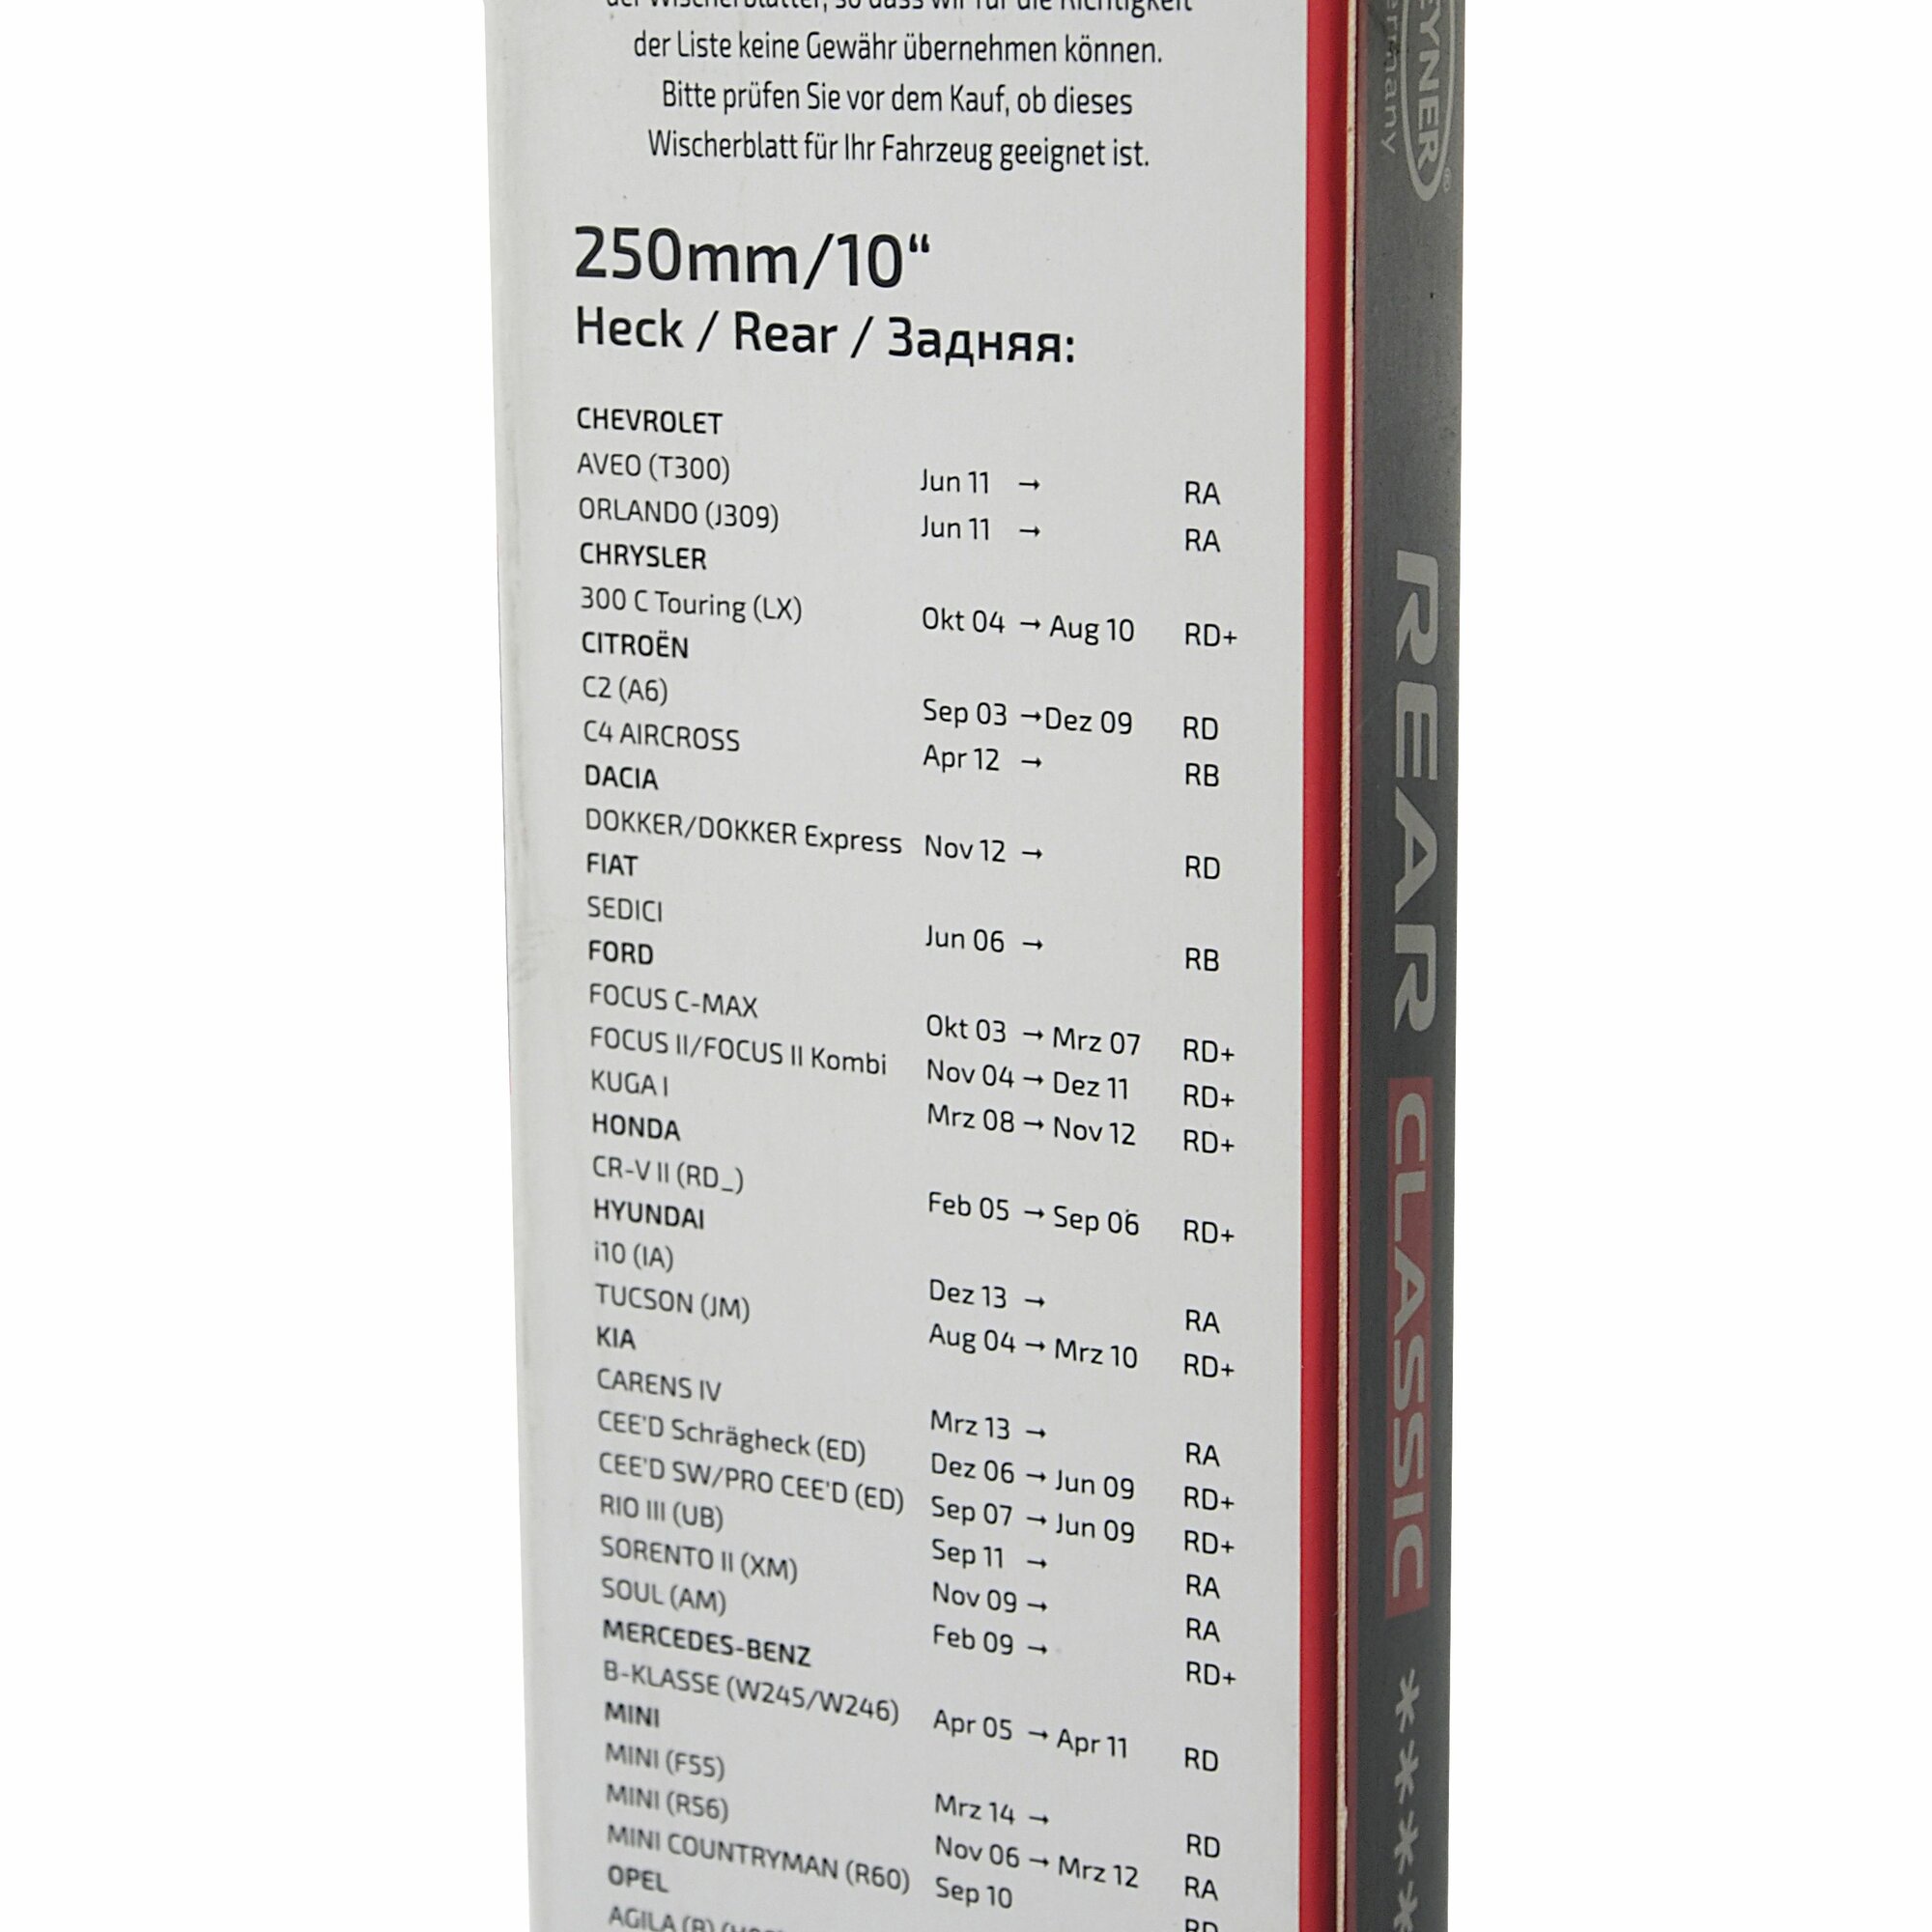 der Liste keine Gewähr übernehmen können.
Bitte prüfen Sie vor dem Kauf, ob dieses
Wischerblatt für Ihr Fahrzeug geeignet ist.
250mm/10“
Heck / Rear / Задняя:
CHEVROLET
AVEO (T300) Jun 11 → RA
ORLANDO (J309) Jun 11 → RA
CHRYSLER
300 C Touring (LX) Okt 04 → Aug 10 RD+
CITROËN
C2 (A6) Sep 03 →Dez 09 RD
C4 AIRCROSS Apr 12 → RB
DACIA
DOKKER/DOKKER Express Nov 12 → RD
FIAT
SEDICI Jun 06 → RB
FORD
FOCUS C-MAX Okt 03 → Mrz 07 RD+
FOCUS II/FOCUS II Kombi Nov 04 → Dez 11 RD+
KUGA I Mrz 08 → Nov 12 RD+
HONDA
CR-V II (RD_) Feb 05 → Sep 06 RD+
HYUNDAI
i10 (IA) Dez 13 → RA
TUCSON (JM) Aug 04 → Mrz 10 RD+
KIA
CARENS IV Mrz 13 → RA
CEE'D Schrägheck (ED) Dez 06 → Jun 09 RD+
CEE'D SW/PRO CEE'D (ED) Sep 07 → Jun 09 RD+
RIO III (UB) Sep 11 → RA
SORENTO II (XM) Nov 09 → RA
SOUL (AM) Feb 09 → RD+
MERCEDES-BENZ
B-KLASSE (W245/W246) Apr 05 → Apr 11 RD
MINI
MINI (F55) Mrz 14 → RD
MINI (R56) Nov 06 → Mrz 12 RA
MINI COUNTRYMAN (R60) Sep 10 RD
OPEL
AGILA (B)
EYNER®
ermany
REAR CLASSIC ****